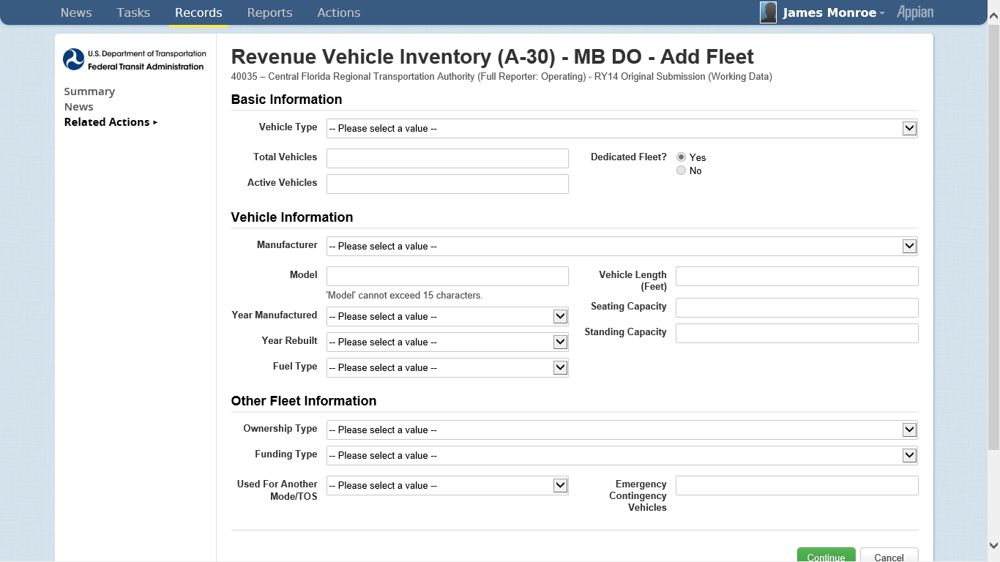 News Tasks Records Reports Actions James Monroe Appian
U.S. Department of Transportation
Federal Transit Administration
Summary
News
Related Actions
Revenue Vehicle Inventory (A-30) - MB DO - Add Fleet
40035 – Central Florida Regional Transportation Authority (Full Reporter: Operating) - RY14 Original Submission (Working Data)
Basic Information
Vehicle Type -- Please select a value --
Total Vehicles Dedicated Fleet? Yes
No
Active Vehicles
Vehicle Information
Manufacturer -- Please select a value --
Model Vehicle Length
(Feet)
'Model' cannot exceed 15 characters.
Seating Capacity
Year Manufactured -- Please select a value --
Standing Capacity
Year Rebuilt -- Please select a value --
Fuel Type -- Please select a value --
Other Fleet Information
Ownership Type -- Please select a value --
Funding Type -- Please select a value --
Used For Another
Mode/TOS -- Please select a value --
Emergency
Contingency
Vehicles
Continue Cancel